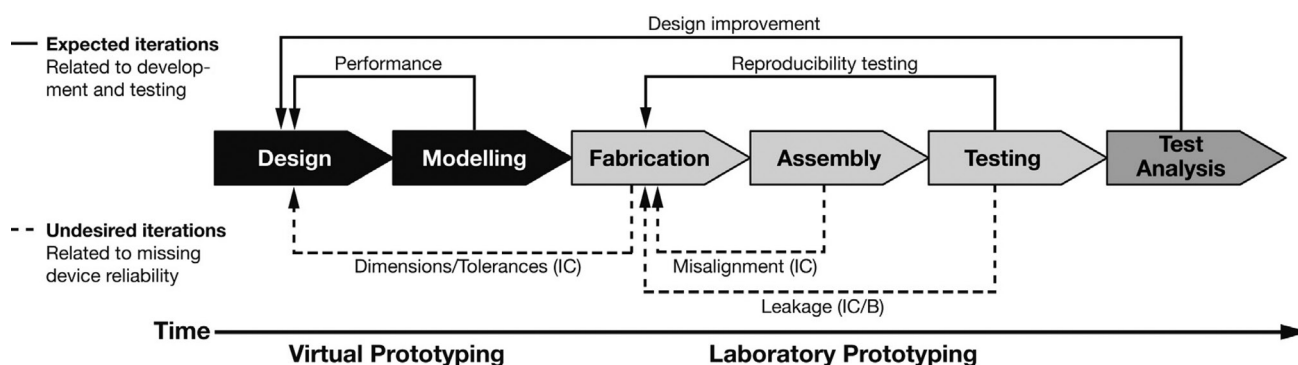 Design improvement
Expected iterations
Related to develop-
ment and testing
Performance
Reproducibility testing
Design
Modelling
Fabrication
Assembly
Testing
Test
Analysis
Undesired iterations
Related to missing
device reliability
Dimensions/Tolerances (IC)
Misalignment (IC)
Leakage (IC/B)
Time
Virtual Prototyping
Laboratory Prototyping